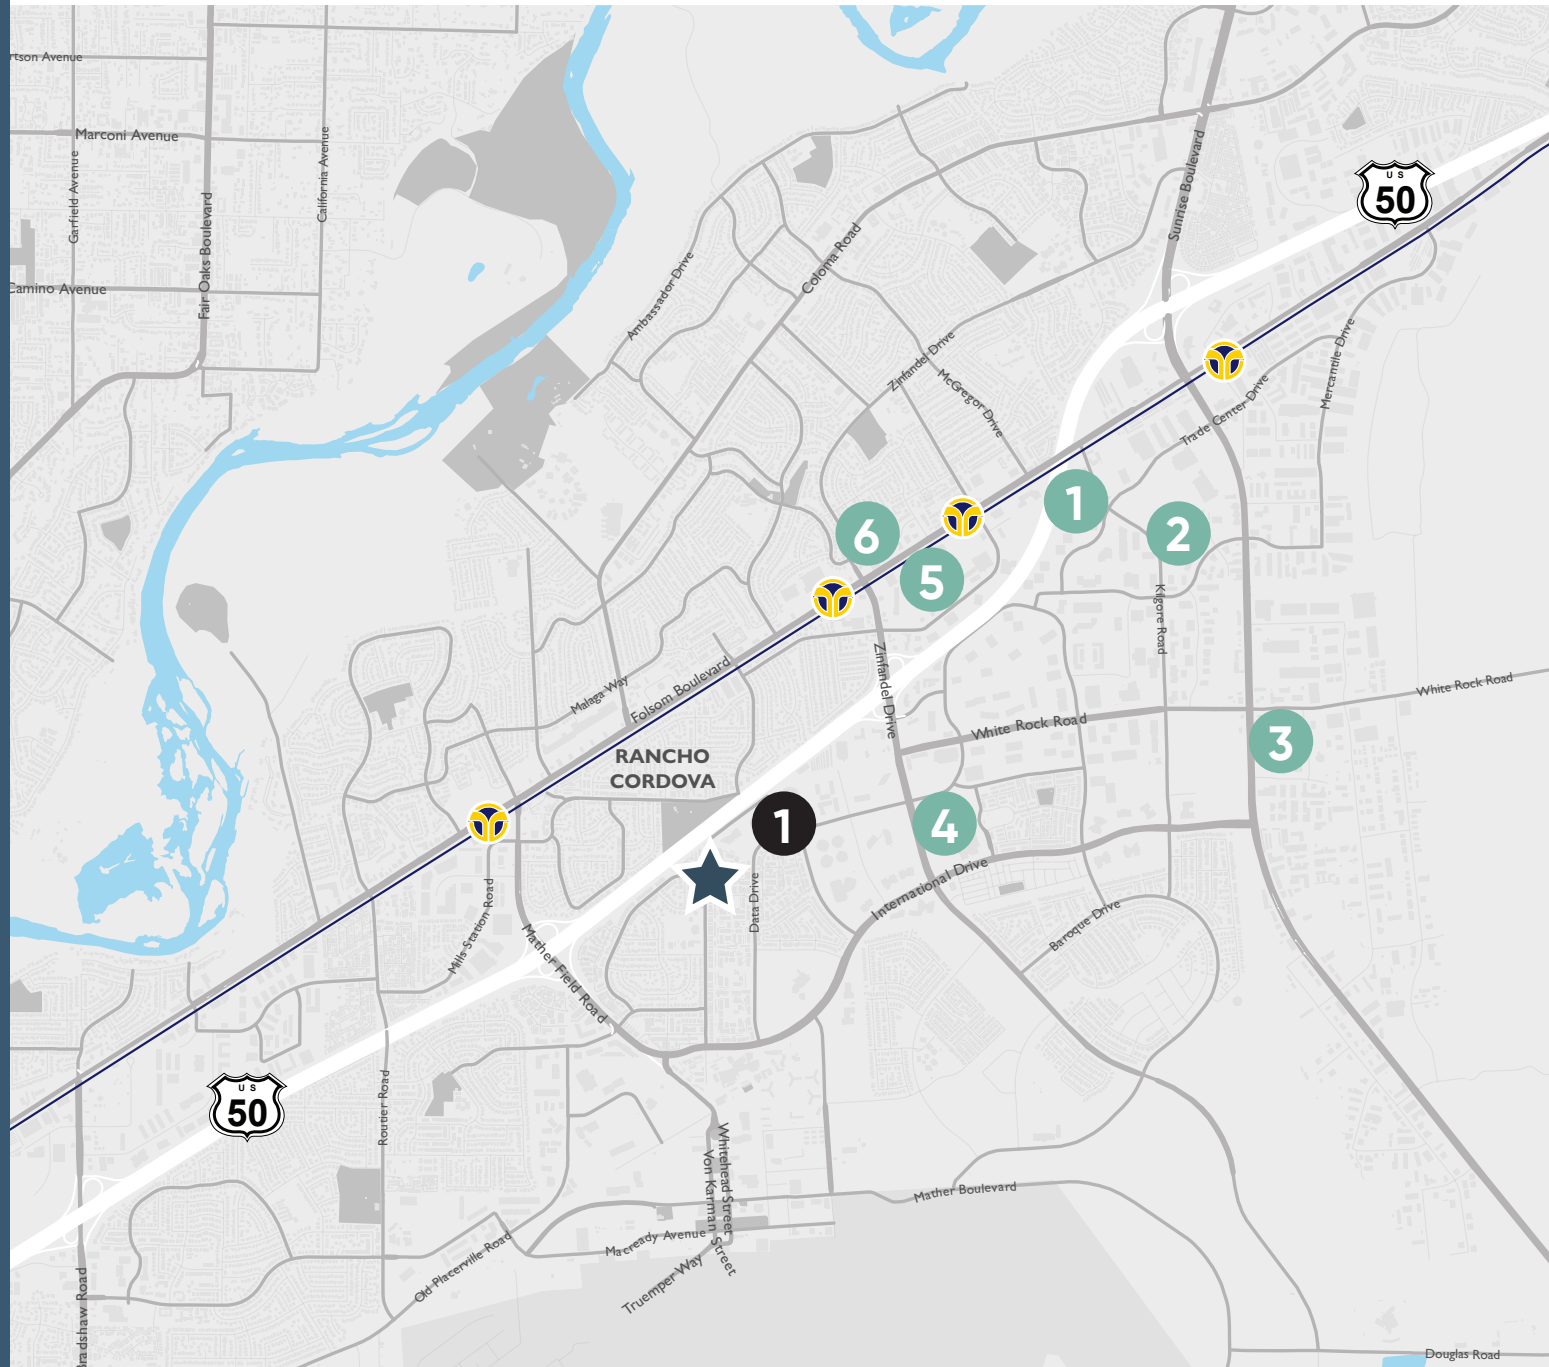 rtson Avenue
Marconi Avenue
Garfield Avenue
Fair Oaks Boulevard
California Avenue
Camino Avenue
Sunrise Boulevard
US
50
Ambassador Drive
Coloma Road
Zinfandel Drive
McGregor Drive
Mercantile Drive
Trade Center Drive
1
2
6
5
Kilgore Road
Zinfandel Drive
White Rock Road
White Rock Road
3
Malaga Way
Folsom Boulevard
RANCHO
CORDOVA
1
4
International Drive
Data Drive
Baroque Drive
Mills Station Road
Mather Field Road
US
50
Routier Road
Whitehead Street
Von Karman Street
Mather Boulevard
Macready Avenue
Truemper Way
Old Placerville Road
Bradshaw Road
Douglas Road